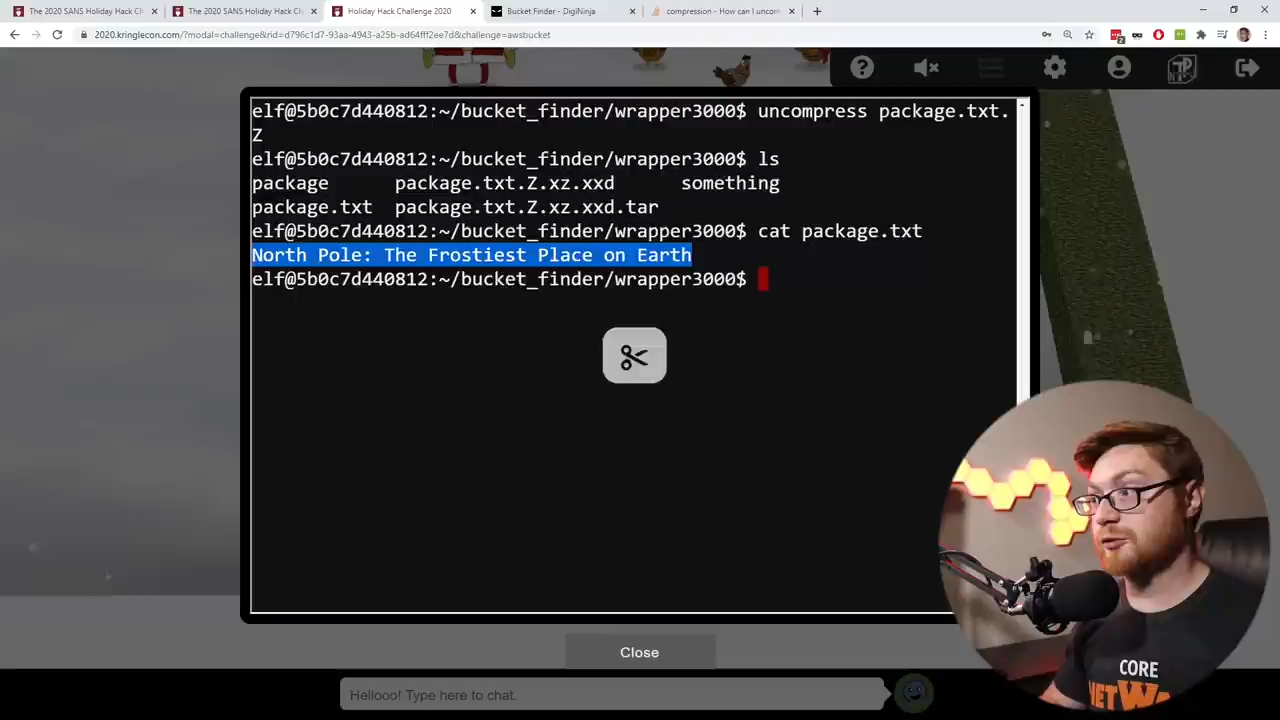 The 2020 SANS Holiday Hack Ch
The 2020 SANS Holiday Hack Ch
Holiday Hack Challenge 2020
Bucket Finder - DigiNinja
compression - How can I uncom
2020.kringlecon.com/?modal=challenge&rid=d796c1d7-93aa-4943-a25b-ad64fff2ee7d&challenge=awsbucket
elf@5b0c7d440812:~/bucket_finder/wrapper3000$ uncompress package.txt.
Z
elf@5b0c7d440812:~/bucket_finder/wrapper3000$ ls
package package.txt.Z.xz.xxd something
package.txt package.txt.Z.xz.xxd.tar
elf@5b0c7d440812:~/bucket_finder/wrapper3000$ cat package.txt
North Pole: The Frostiest Place on Earth
elf@5b0c7d440812:~/bucket_finder/wrapper3000$
Close
Hellooo! Type here to chat.
CORE
NETWA